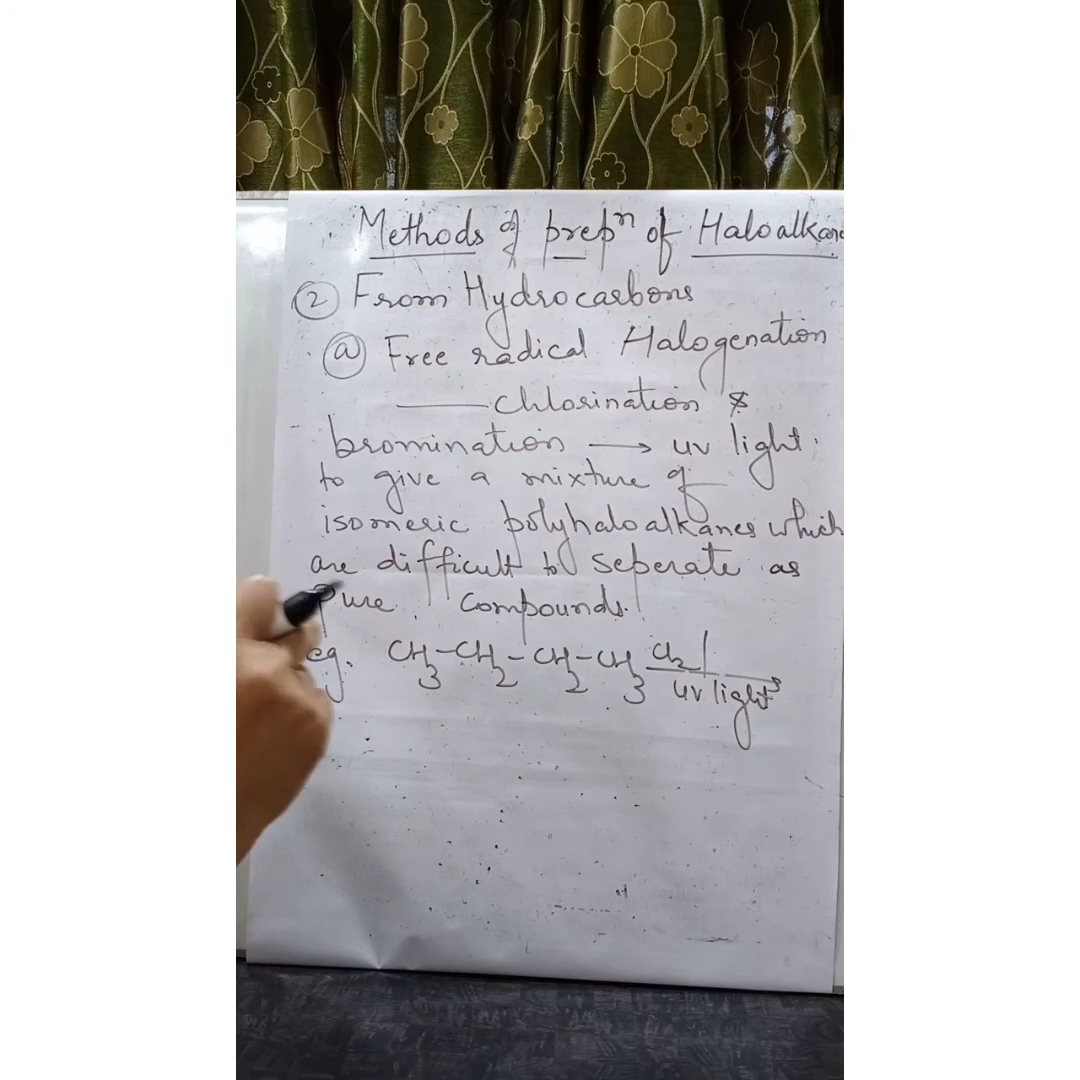 Methods of prepⁿ of Haloalkane
② From Hydrocarbons
ⓐ Free radical Halogenation
—— Chlorination &
bromination ⟶ uv light
to give a mixture of
isomeric polyhaloalkanes which
are difficult to seperate as
Pure Compounds.
eg. CH₃-CH₂-CH₂-CH₃ Cl₂/ ⟶
uv light